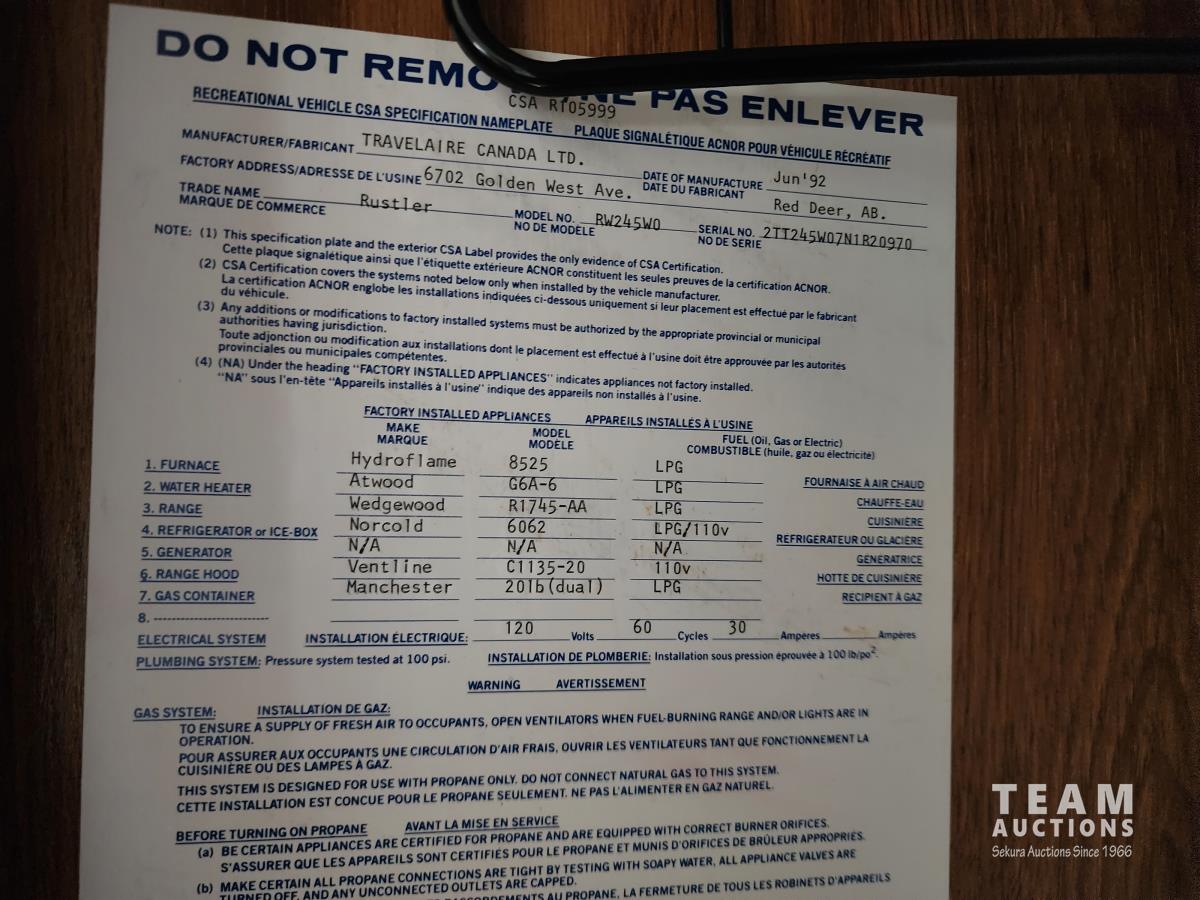 DO NOT REMO NE PAS ENLEVER
CSA RT05999
RECREATIONAL VEHICLE CSA SPECIFICATION NAMEPLATE PLAQUE SIGNALÉTIQUE ACNOR POUR VÉHICULE RÉCRÉATIF
MANUFACTURER/FABRICANT TRAVELAIRE CANADA LTD. DATE OF MANUFACTURE Jun'92
DATE DU FABRICANT
FACTORY ADDRESS/ADRESSE DE L'USINE 6702 Golden West Ave. Red Deer, AB.
TRADE NAME Rustler MODEL NO. RW245W0 SERIAL NO. 2TT245W07N1R20970
MARQUE DE COMMERCE NO DE MODÈLE NO DE SÉRIE
NOTE: (1) This specification plate and the exterior CSA Label provides the only evidence of CSA Certification.
Cette plaque signalétique ainsi que l'étiquette extérieure ACNOR constituent les seules preuves de la certification ACNOR.
(2) CSA Certification covers the systems noted below only when installed by the vehicle manufacturer.
La certification ACNOR englobe les installations indiquées ci-dessous uniquement si leur placement est effectué par le fabricant
du véhicule.
(3) Any additions or modifications to factory installed systems must be authorized by the appropriate provincial or municipal
authorities having jurisdiction.
Toute adjonction ou modification aux installations dont le placement est effectué à l'usine doit être approuvée par les autorités
provinciales ou municipales compétentes.
(4) (NA) Under the heading "FACTORY INSTALLED APPLIANCES" indicates appliances not factory installed.
"NA" sous l'en-tête "Appareils installés à l'usine" indique des appareils non installés à l'usine.
FACTORY INSTALLED APPLIANCES APPAREILS INSTALLÉS À L'USINE
MAKE MODEL FUEL (Oil, Gas or Electric)
MARQUE MODÈLE COMBUSTIBLE (huile, gaz ou électricité)
1. FURNACE Hydroflame 8525 LPG FOURNAISE À AIR CHAUD
2. WATER HEATER Atwood G6A-6 LPG CHAUFFE-EAU
3. RANGE Wedgewood R1745-AA LPG CUISINIÈRE
4. REFRIGERATOR or ICE-BOX Norcold 6062 LPG/110v REFRIGERATEUR OU GLACIÈRE
5. GENERATOR N/A N/A N/A GÉNÉRATRICE
6. RANGE HOOD Ventline C1135-20 110v HOTTE DE CUISINIÈRE
7. GAS CONTAINER Manchester 20lb(dual) LPG RECIPIENT À GAZ
8. --------------------------
ELECTRICAL SYSTEM INSTALLATION ÉLECTRIQUE: 120 Volts 60 Cycles 30 Ampères Ampères
PLUMBING SYSTEM: Pressure system tested at 100 psi. INSTALLATION DE PLOMBERIE: Installation sous pression éprouvée à 100 lb/po².
WARNING AVERTISSEMENT
GAS SYSTEM: INSTALLATION DE GAZ:
TO ENSURE A SUPPLY OF FRESH AIR TO OCCUPANTS, OPEN VENTILATORS WHEN FUEL-BURNING RANGE AND/OR LIGHTS ARE IN
OPERATION.
POUR ASSURER AUX OCCUPANTS UNE CIRCULATION D'AIR FRAIS, OUVRIR LES VENTILATEURS TANT QUE FONCTIONNEMENT LA
CUISINIÈRE OU DES LAMPES À GAZ.
THIS SYSTEM IS DESIGNED FOR USE WITH PROPANE ONLY. DO NOT CONNECT NATURAL GAS TO THIS SYSTEM.
CETTE INSTALLATION EST CONCUE POUR LE PROPANE SEULEMENT. NE PAS L'ALIMENTER EN GAZ NATUREL.
BEFORE TURNING ON PROPANE AVANT LA MISE EN SERVICE
(a) BE CERTAIN APPLIANCES ARE CERTIFIED FOR PROPANE AND ARE EQUIPPED WITH CORRECT BURNER ORIFICES.
S'ASSURER QUE LES APPAREILS SONT CERTIFIÉS POUR LE PROPANE ET MUNIS D'ORIFICES DE BRÛLEUR APPROPRIÉS.
(b) MAKE CERTAIN ALL PROPANE CONNECTIONS ARE TIGHT BY TESTING WITH SOAPY WATER, ALL APPLIANCE VALVES ARE
TURNED OFF, AND ANY UNCONNECTED OUTLETS ARE CAPPED.
AU PROPANE, LA FERMETURE DE TOUS LES ROBINETS D'APPAREILS
TEAM
AUCTIONS
Sekura Auctions Since 1966